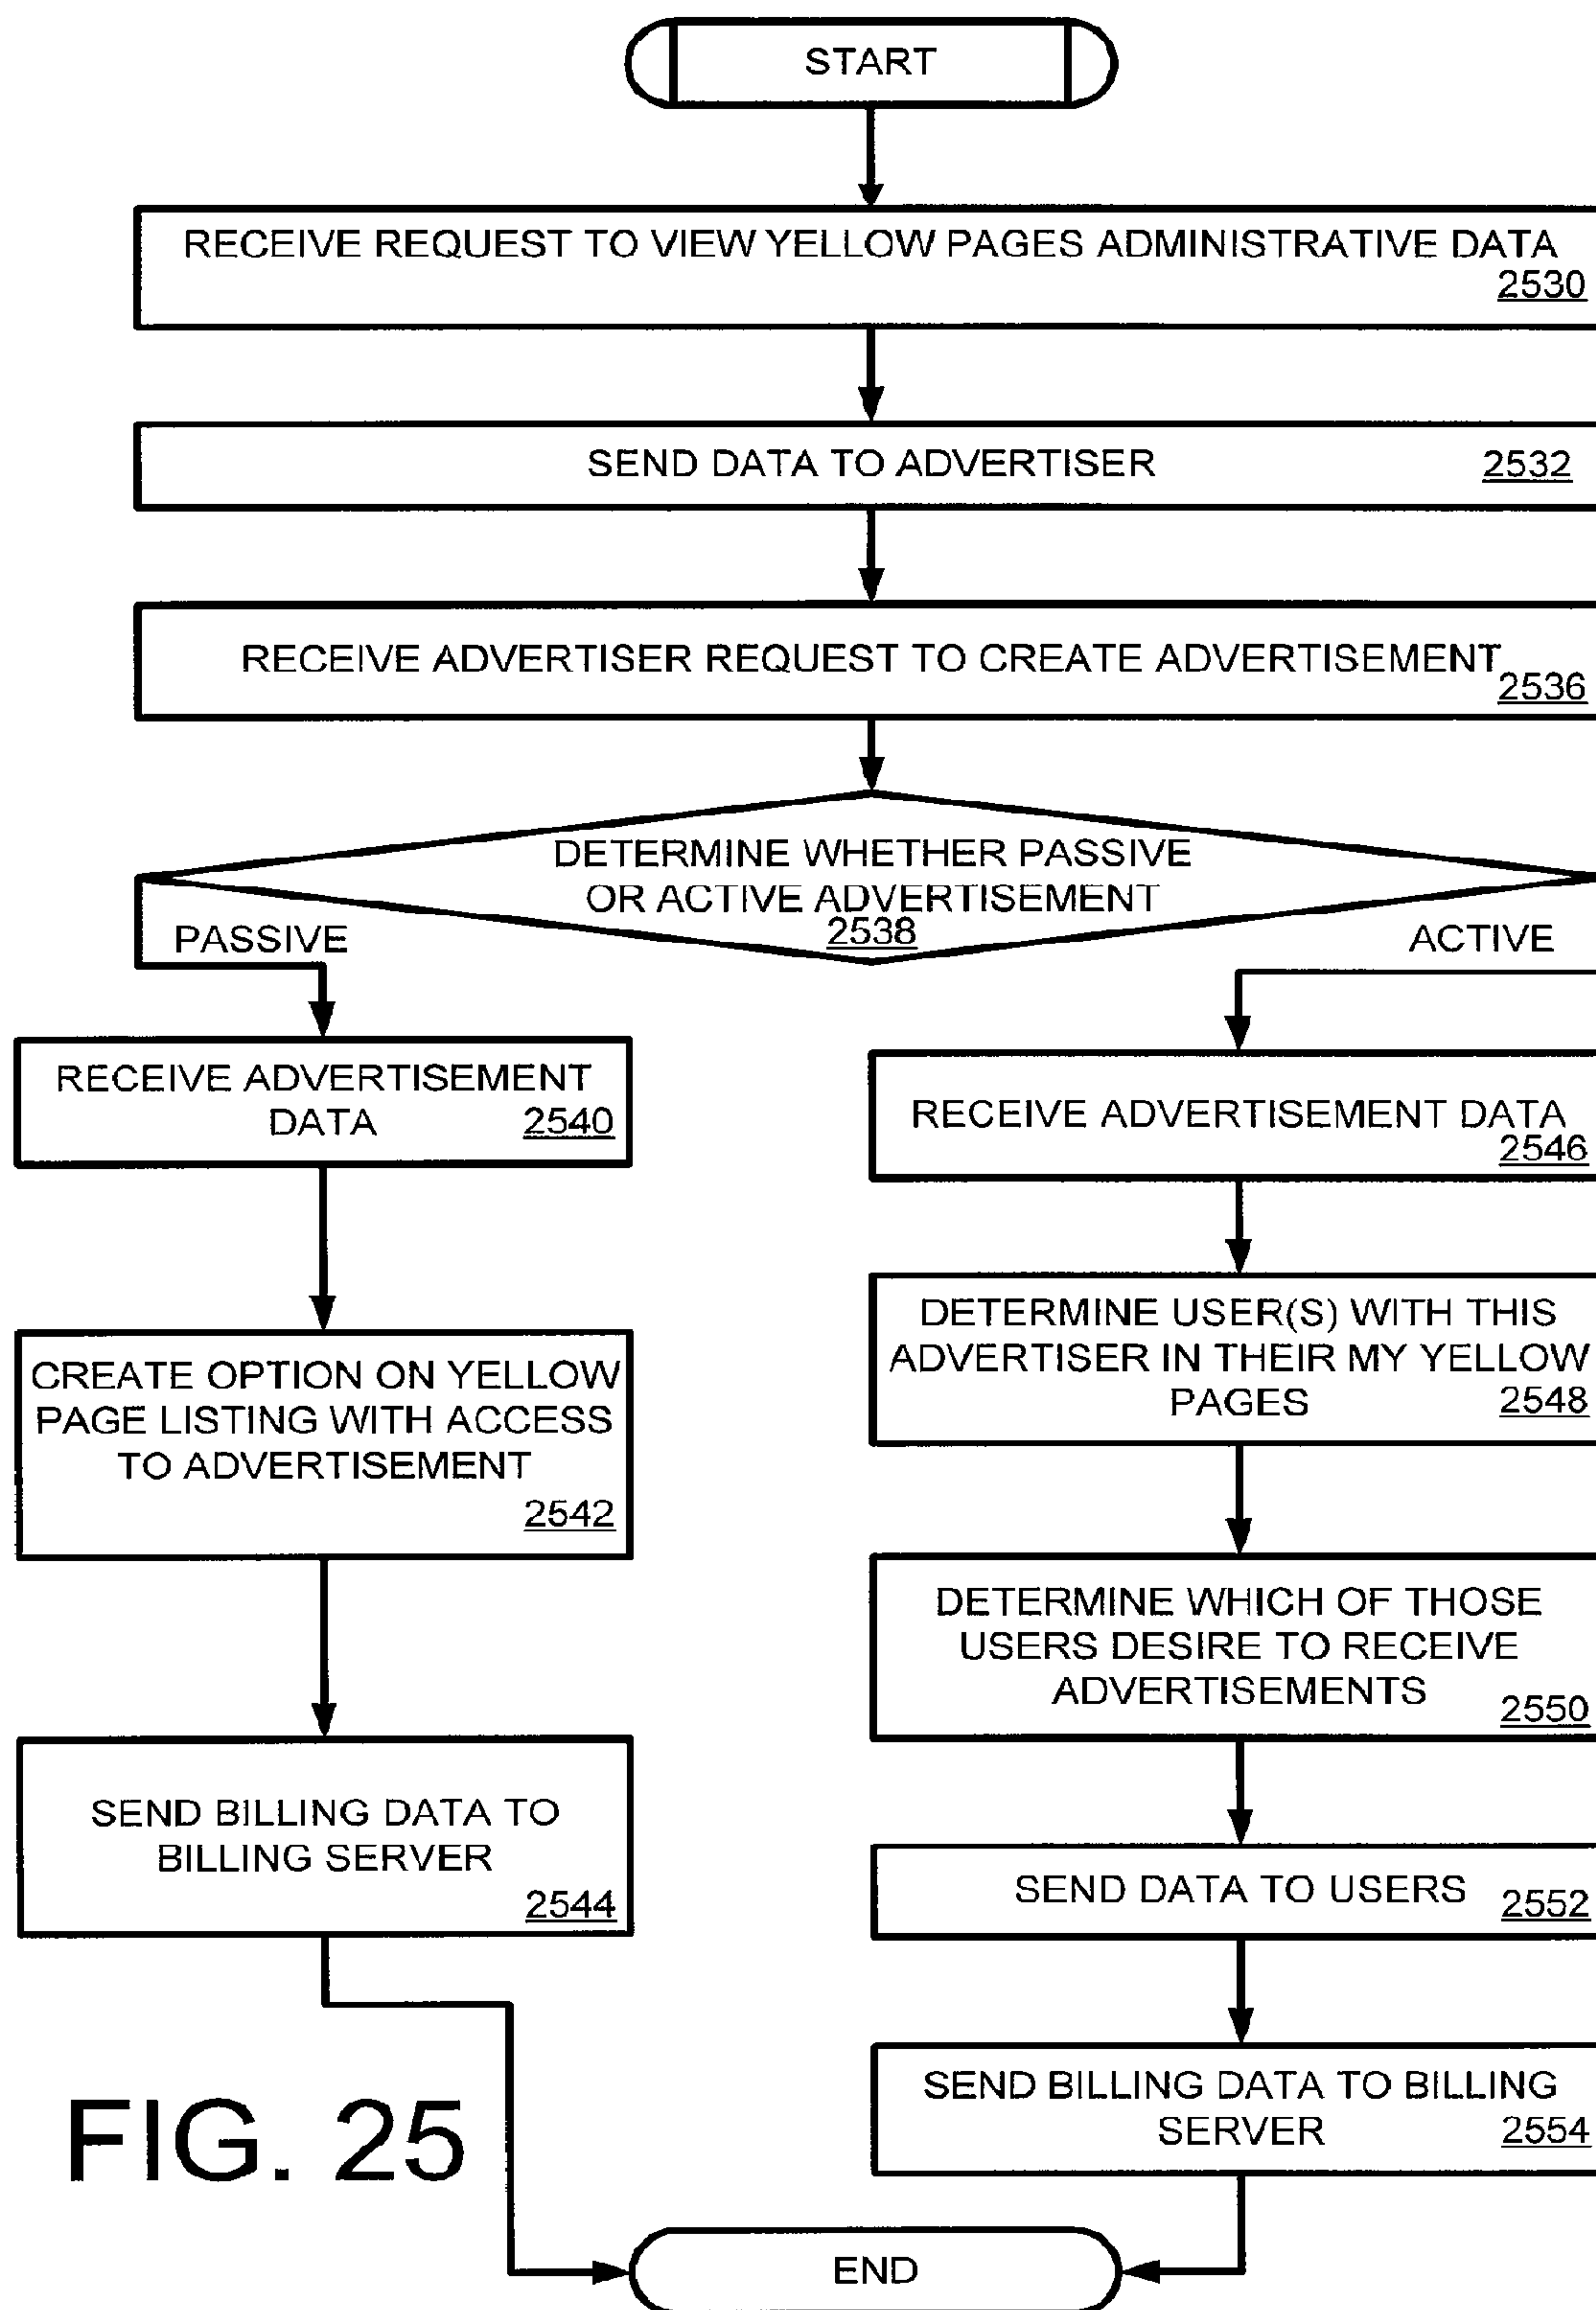 START
RECEIVE REQUEST TO VIEW YELLOW PAGES ADMINISTRATIVE DATA
2530
SEND DATA TO ADVERTISER 2532
RECEIVE ADVERTISER REQUEST TO CREATE ADVERTISEMENT
2536
DETERMINE WHETHER PASSIVE
OR ACTIVE ADVERTISEMENT
2538
PASSIVE
ACTIVE
RECEIVE ADVERTISEMENT
DATA 2540
CREATE OPTION ON YELLOW
PAGE LISTING WITH ACCESS
TO ADVERTISEMENT
2542
SEND BILLING DATA TO
BILLING SERVER
2544
RECEIVE ADVERTISEMENT DATA
2546
DETERMINE USER(S) WITH THIS
ADVERTISER IN THEIR MY YELLOW
PAGES 2548
DETERMINE WHICH OF THOSE
USERS DESIRE TO RECEIVE
ADVERTISEMENTS
2550
SEND DATA TO USERS 2552
SEND BILLING DATA TO BILLING
SERVER 2554
FIG. 25
END